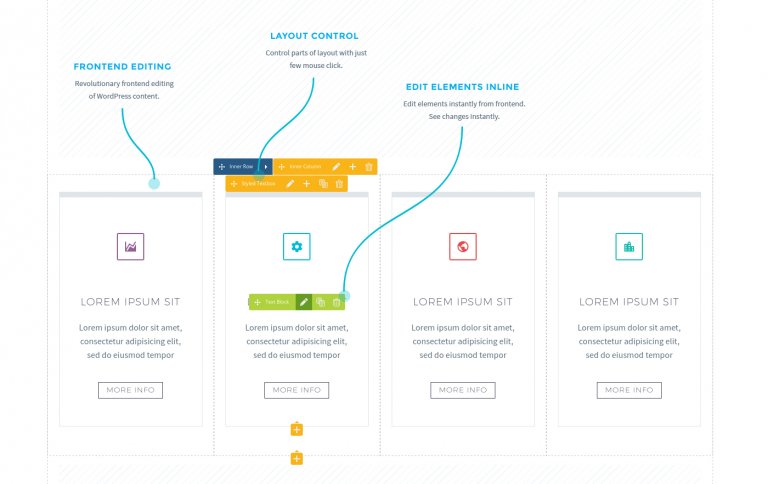 LAYOUT CONTROL
Control parts of layout with just
few mouse click.
FRONTEND EDITING
Revolutionary frontend editing
of WordPress content.
EDIT ELEMENTS INLINE
Edit elements instantly from frontend.
See changes instantly.
Inner Row
Inner Column
Styled Textbox
Text Block
LOREM IPSUM SIT
Lorem ipsum dolor sit amet,
consectetur adipisicing elit,
sed do eiusmod tempor
MORE INFO
Lorem ipsum dolor sit amet,
consectetur adipisicing elit,
sed do eiusmod tempor
MORE INFO
LOREM IPSUM SIT
Lorem ipsum dolor sit amet,
consectetur adipisicing elit,
sed do eiusmod tempor
MORE INFO
LOREM IPSUM SIT
Lorem ipsum dolor sit amet,
consectetur adipisicing elit,
sed do eiusmod tempor
MORE INFO